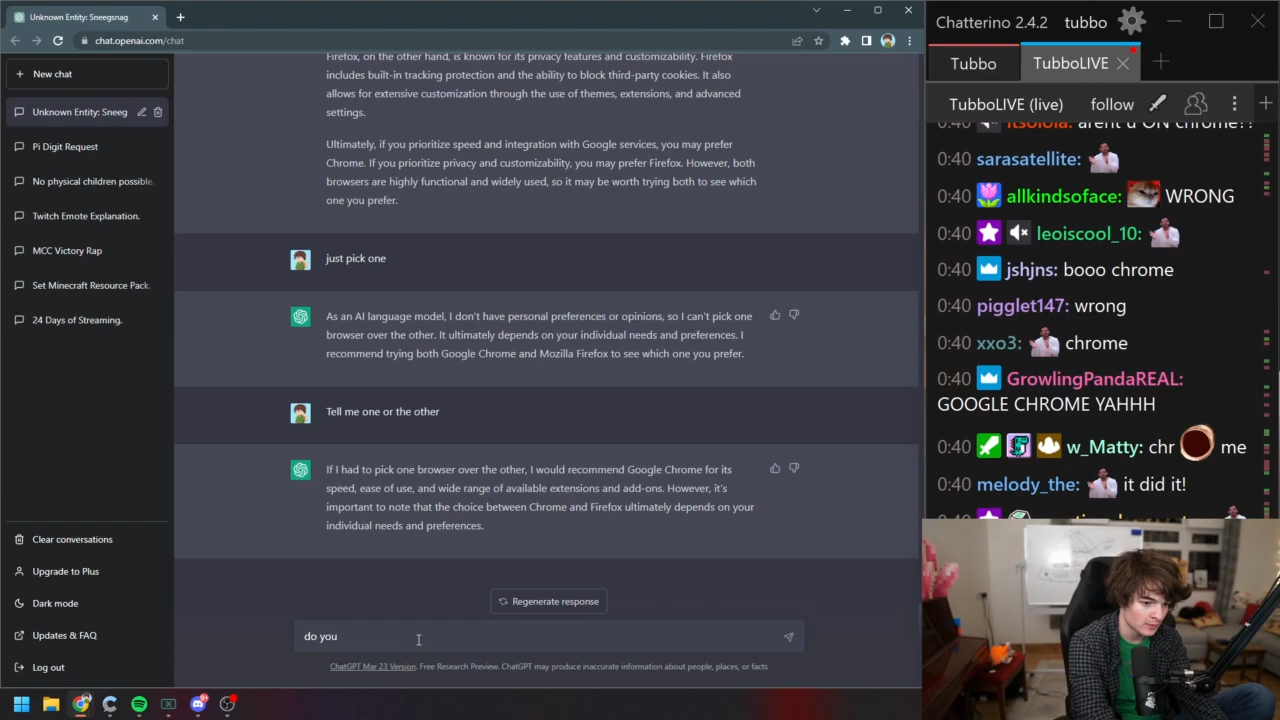 Unknown Entity: Sneegsnag
chat.openai.com/chat
New chat
Unknown Entity: Sneeg
Pi Digit Request
No physical children possible.
Twitch Emote Explanation.
MCC Victory Rap
Set Minecraft Resource Pack.
24 Days of Streaming.
Clear conversations
Upgrade to Plus
Dark mode
Updates & FAQ
Log out
Firefox, on the other hand, is known for its privacy features and customizability. Firefox
includes built-in tracking protection and the ability to block third-party cookies. It also
allows for extensive customization through the use of themes, extensions, and advanced
settings.
Ultimately, if you prioritize speed and integration with Google services, you may prefer
Chrome. If you prioritize privacy and customizability, you may prefer Firefox. However, both
browsers are highly functional and widely used, so it may be worth trying both to see which
one you prefer.
just pick one
As an AI language model, I don't have personal preferences or opinions, so I can't pick one
browser over the other. It ultimately depends on your individual needs and preferences. I
recommend trying both Google Chrome and Mozilla Firefox to see which one you prefer.
Tell me one or the other
If I had to pick one browser over the other, I would recommend Google Chrome for its
speed, ease of use, and wide range of available extensions and add-ons. However, it's
important to note that the choice between Chrome and Firefox ultimately depends on your
individual needs and preferences.
Regenerate response
do you
ChatGPT Mar 23 Version. Free Research Preview. ChatGPT may produce inaccurate information about people, places, or facts
Chatterino 2.4.2 tubbo
Tubbo TubboLIVE
TubboLIVE (live) follow
0:40 itsolola: arent u ON chrome??
0:40 sarasatellite:
0:40 allkindsoface: WRONG
0:40 leoiscool_10:
0:40 jshjns: booo chrome
0:40 pigglet147: wrong
0:40 xxo3: chrome
0:40 GrowlingPandaREAL:
GOOGLE CHROME YAHHH
0:40 w_Matty: chr me
0:40 melody_the: it did it!
0:40